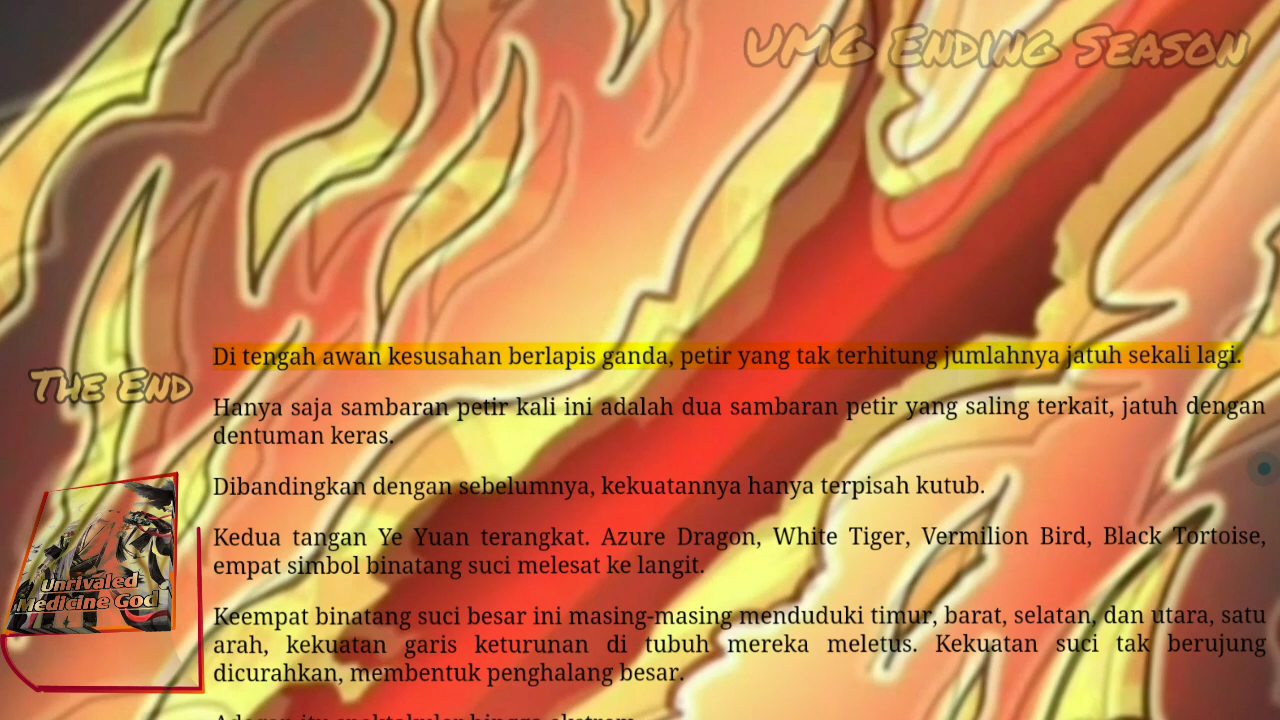 UMG Ending Season
Di tengah awan kesusahan berlapis ganda, petir yang tak terhitung jumlahnya jatuh sekali lagi.
The End
Hanya saja sambaran petir kali ini adalah dua sambaran petir yang saling terkait, jatuh dengan
dentuman keras.
Dibandingkan dengan sebelumnya, kekuatannya hanya terpisah kutub.
Kedua tangan Ye Yuan terangkat. Azure Dragon, White Tiger, Vermilion Bird, Black Tortoise,
empat simbol binatang suci melesat ke langit.
Unrivaled
Medicine God
Keempat binatang suci besar ini masing-masing menduduki timur, barat, selatan, dan utara, satu
arah, kekuatan garis keturunan di tubuh mereka meletus. Kekuatan suci tak berujung
dicurahkan, membentuk penghalang besar.